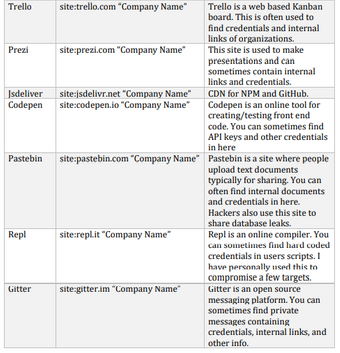 Trello site:trello.com “Company Name” Trello is a web based Kanban
board. This is often used to
find credentials and internal
links of organizations.
Prezi site:prezi.com “Company Name” This site is used to make
presentations and can
sometimes contain internal
links and credentials.
Jsdeliver site:jsdelivr.net “Company Name” CDN for NPM and GitHub.
Codepen site:codepen.io “Company Name” Codepen is an online tool for
creating/testing front end
code. You can sometimes find
API keys and other credentials
in here
Pastebin site:pastebin.com “Company Name” Pastebin is a site where people
upload text documents
typically for sharing. You can
often find internal documents
and credentials in here.
Hackers also use this site to
share database leaks.
Repl site:repl.it “Company Name” Repl is an online compiler. You
can sometimes find hard coded
credentials in users scripts. I
have personally used this to
compromise a few targets.
Gitter site:gitter.im “Company Name” Gitter is an open source
messaging platform. You can
sometimes find private
messages containing
credentials, internal links, and
other info.